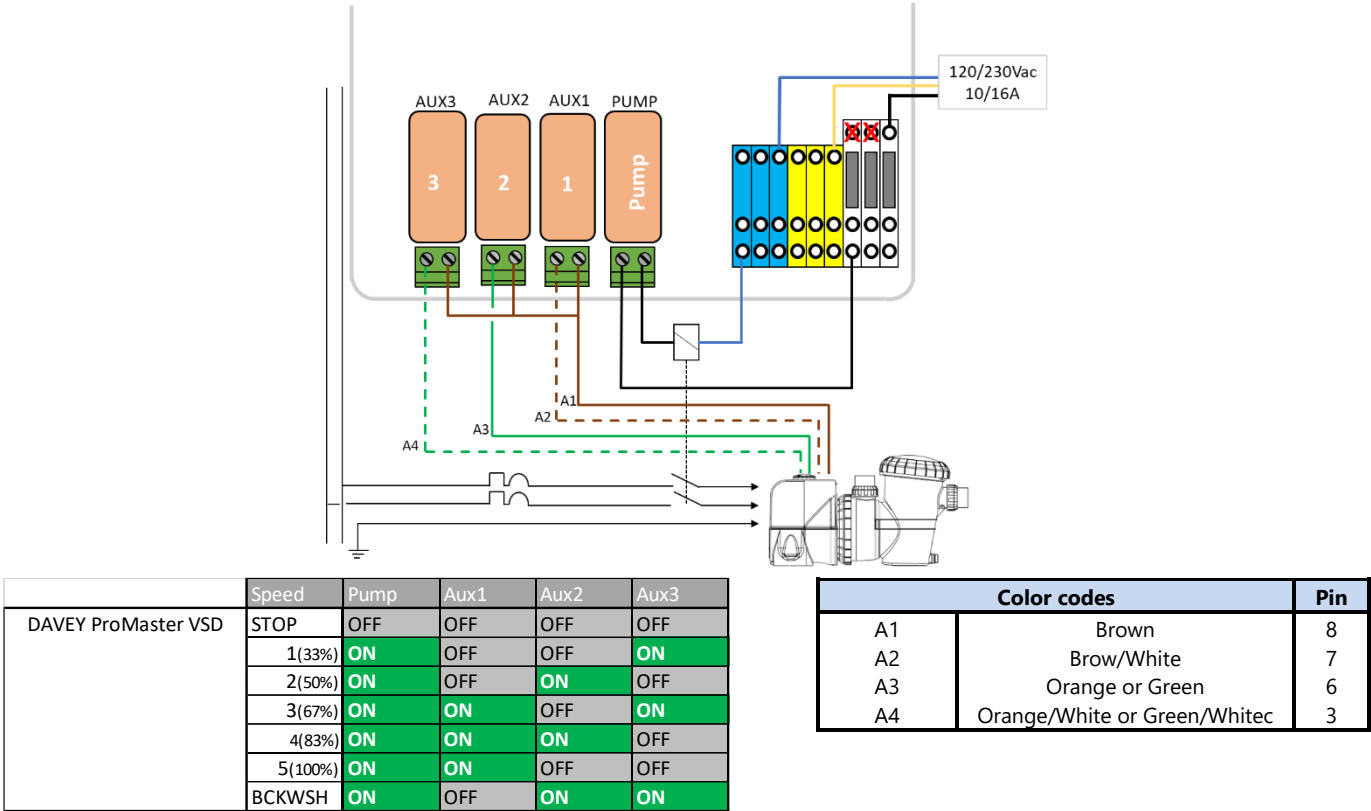 120/230Vac
10/16A
AUX3 AUX2 AUX1 PUMP
3 2 1 Pump
A1
A2
A3
A4
Speed Pump Aux1 Aux2 Aux3
DAVEY ProMaster VSD STOP OFF OFF OFF OFF
1(33%) ON OFF OFF ON
2(50%) ON OFF ON OFF
3(67%) ON ON OFF ON
4(83%) ON ON ON OFF
5(100%) ON ON OFF OFF
BCKWSH ON OFF ON ON
Color codes Pin
A1 Brown 8
A2 Brow/White 7
A3 Orange or Green 6
A4 Orange/White or Green/Whitec 3